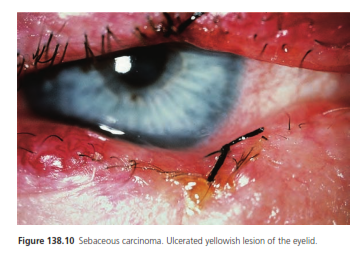 Figure 138.10 Sebaceous carcinoma. Ulcerated yellowish lesion of the eyelid.